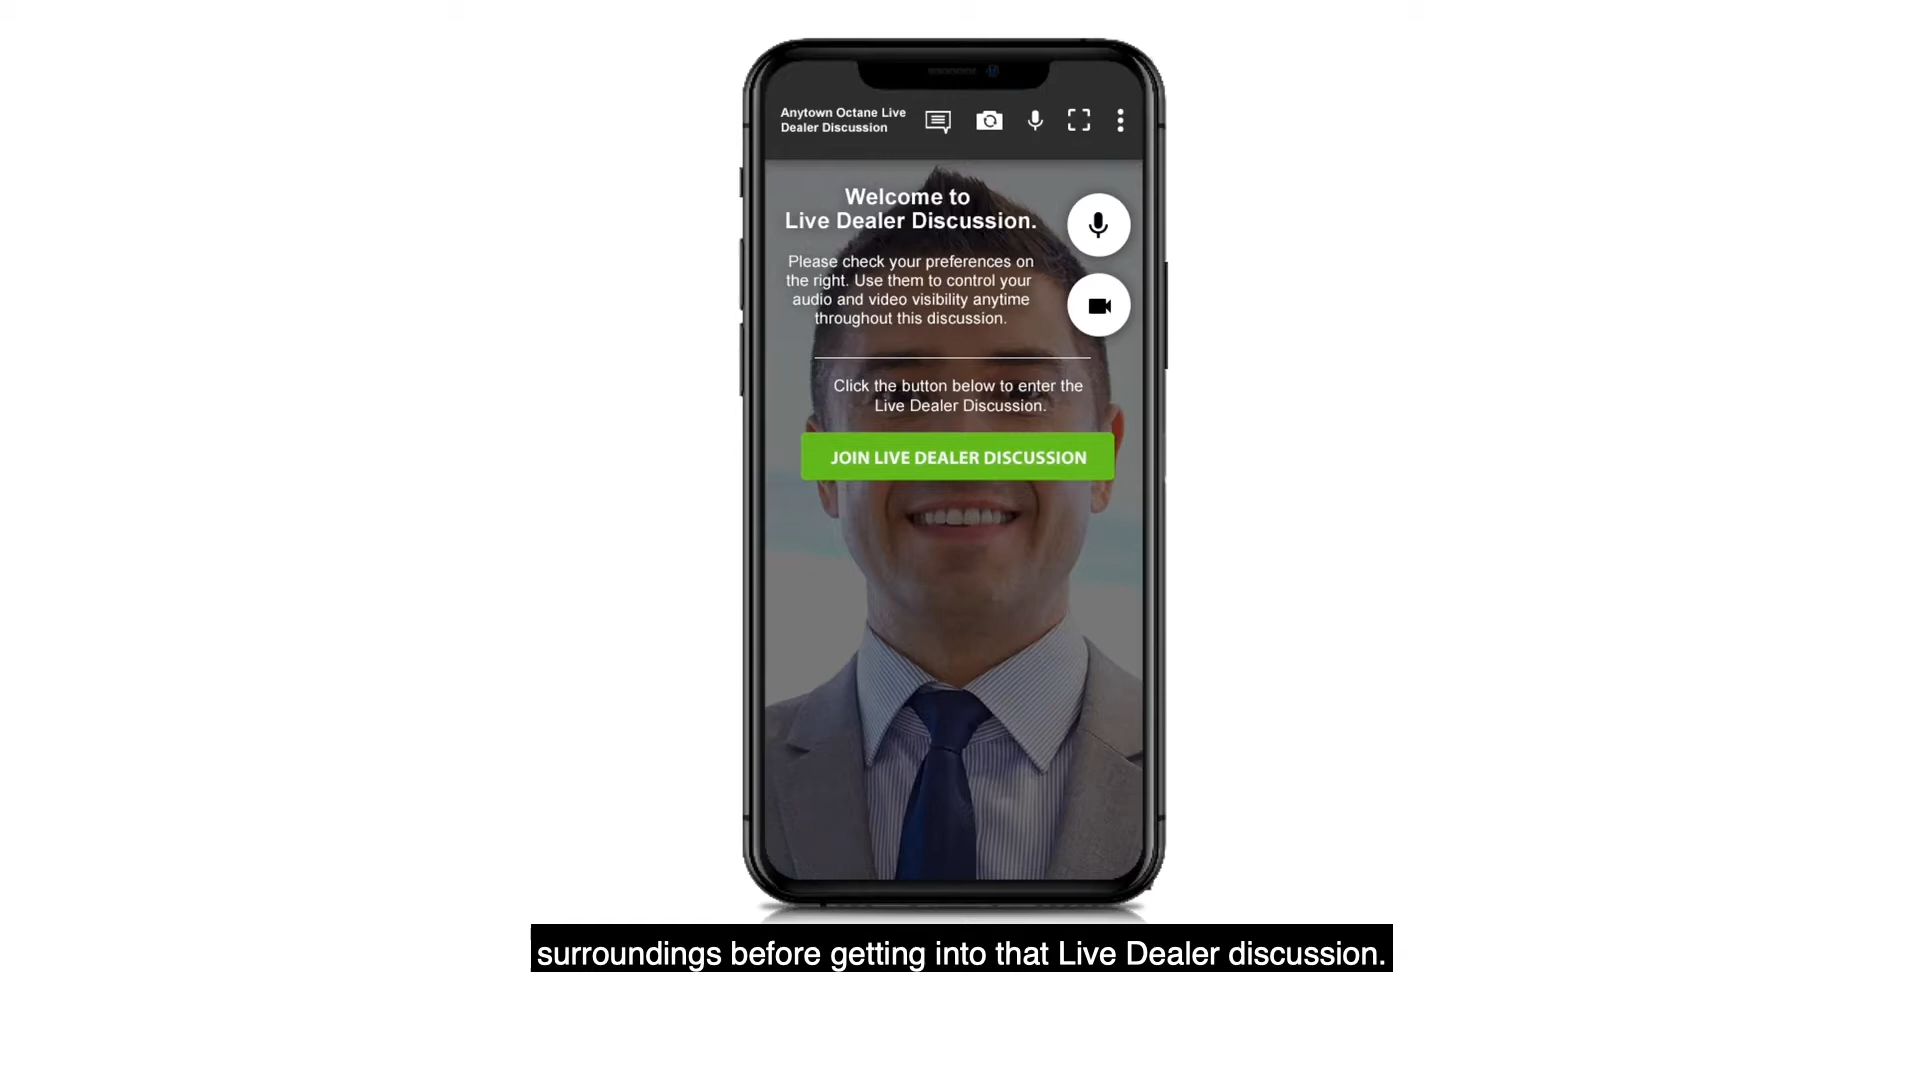 Anytown Octane Live
Dealer Discussion
Welcome to
Live Dealer Discussion.
Please check your preferences on
the right. Use them to control your
audio and video visibility anytime
throughout this discussion.
Click the button below to enter the
Live Dealer Discussion.
JOIN LIVE DEALER DISCUSSION
surroundings before getting into that Live Dealer discussion.